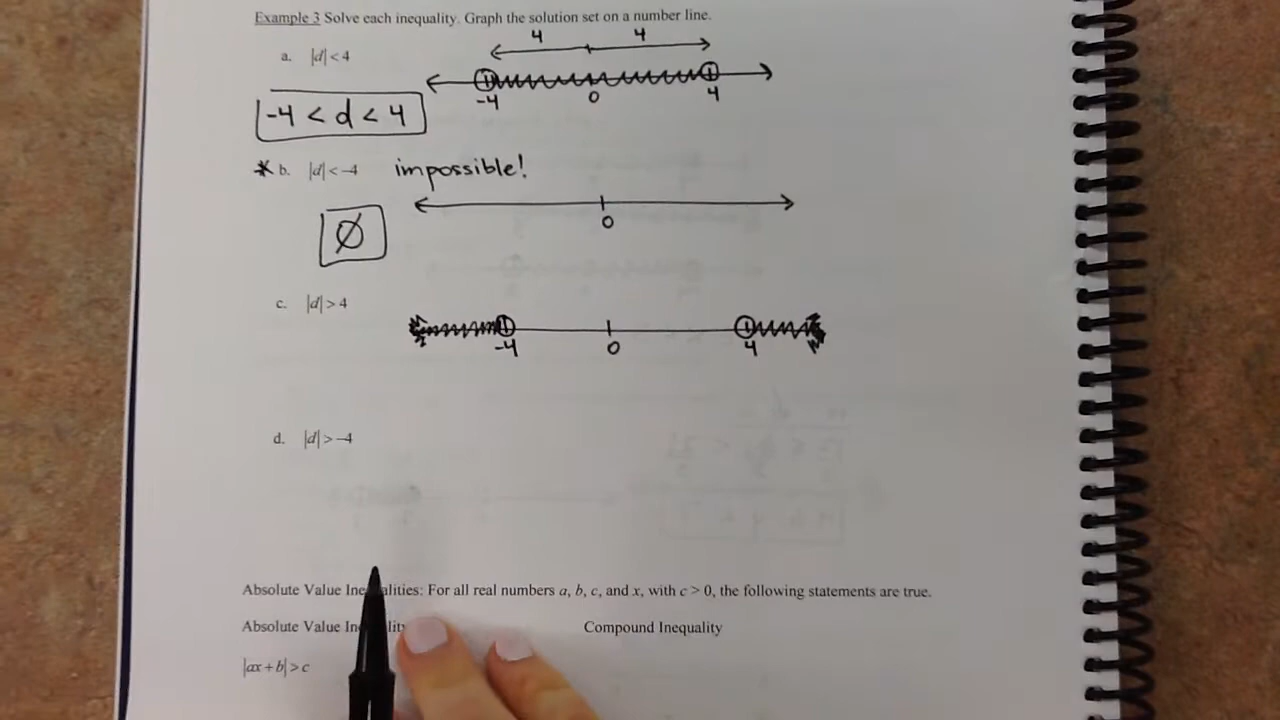 Example 3 Solve each inequality. Graph the solution set on a number line.
4 4
a. |d| < 4
-4 0 4
-4 < d < 4
* b. |d| < -4 impossible!
0
∅
c. |d| > 4
-4 0 4
d. |d| > -4
Absolute Value Ine alities: For all real numbers a, b, c, and x, with c > 0, the following statements are true.
Absolute Value In Compound Inequality
|ax + b| > c